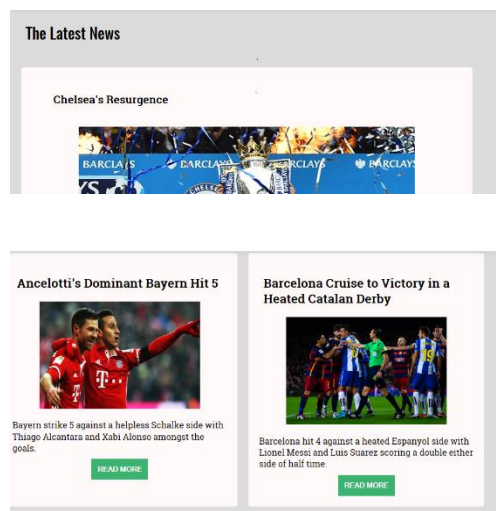 The Latest News
Chelsea's Resurgence
BARCLAYS BARCLAYS BARCLAYS BARCLAYS
CHELSEA
Ancelotti's Dominant Bayern Hit 5
Barcelona Cruise to Victory in a
Heated Catalan Derby
T
19
Bayern strike 5 against a helpless Schalke side with
Thiago Alcantara and Xabi Alonso amongst the
goals.
READ MORE
Barcelona hit 4 against a heated Espanyol side with
Lionel Messi and Luis Suarez scoring a double either
side of half time.
READ MORE